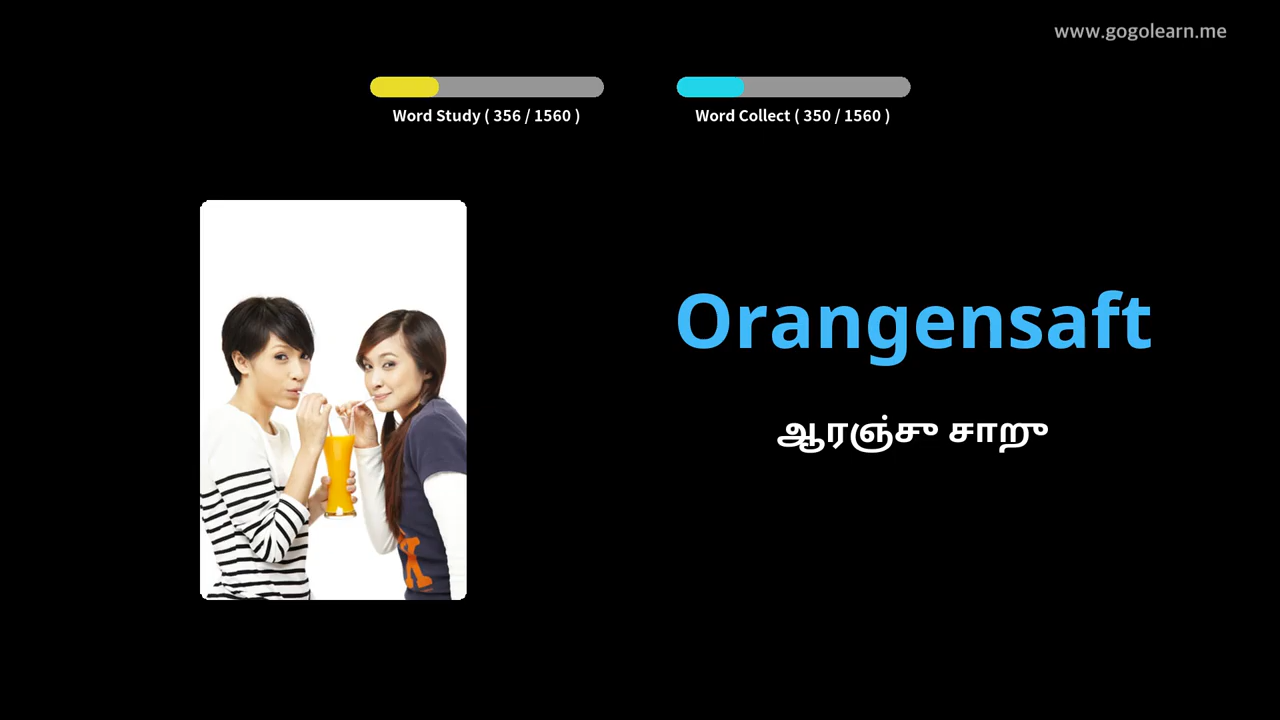 www.gogolearn.me
Word Study ( 356 / 1560 )
Word Collect ( 350 / 1560 )
Orangensaft
ஆரஞ்சு சாறு